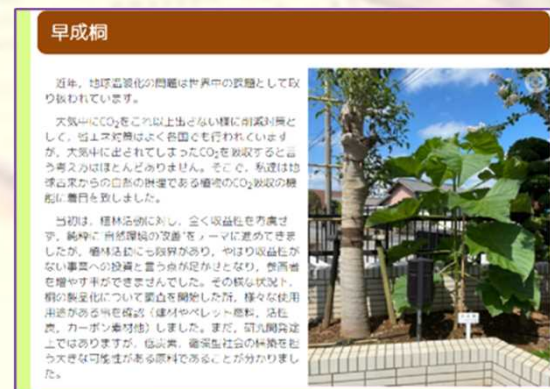 早成桐
近年、地球温暖化の問題は世界中の課題として取
り扱われています。
大気中にCO₂をこれ以上出さない様に削減対策と
して、省エネ対策はよく各国でも行われています
が、大気中に出されてしまったCO₂を吸収すると言
う考え方はほとんどありません。そこで、私達は地
球古来からの自然の摂理である植物のCO₂吸収の機
能に着目を致しました。
当初は、植林活動に対し、全く収益性を考慮せ
ず、純粋に"自然環境の改善"をテーマに進めてきま
したが、植林活動にも限界があり、やはり収益性が
ない事業への投資と言う点が足かせとなり、参画者
を増やす事ができませんでした。その様な状況下、
桐の製品化について調査を開始した所、様々な使用
用途がある事を確認（建材やペレット燃料、活性
炭、カーボン素材他）しました。まだ、研究開発途
上ではありますが、低炭素、循環型社会の構築を担
う大きな可能性がある原料であることが分かりまし
た。